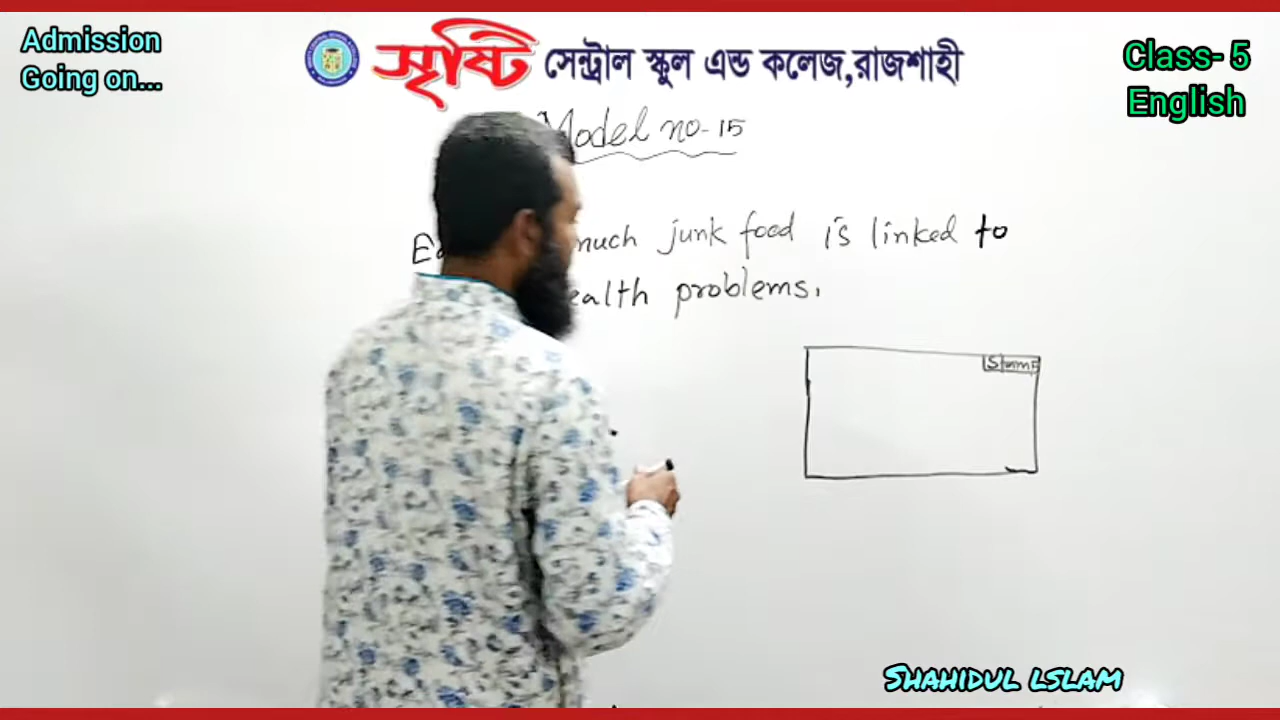 Admission
Going on...
সৃষ্টি সেন্ট্রাল স্কুল এন্ড কলেজ,রাজশাহী
Class- 5
English
Model no-15
much junk food is linked to
ealth problems.
Stamp
Shahidul lslam